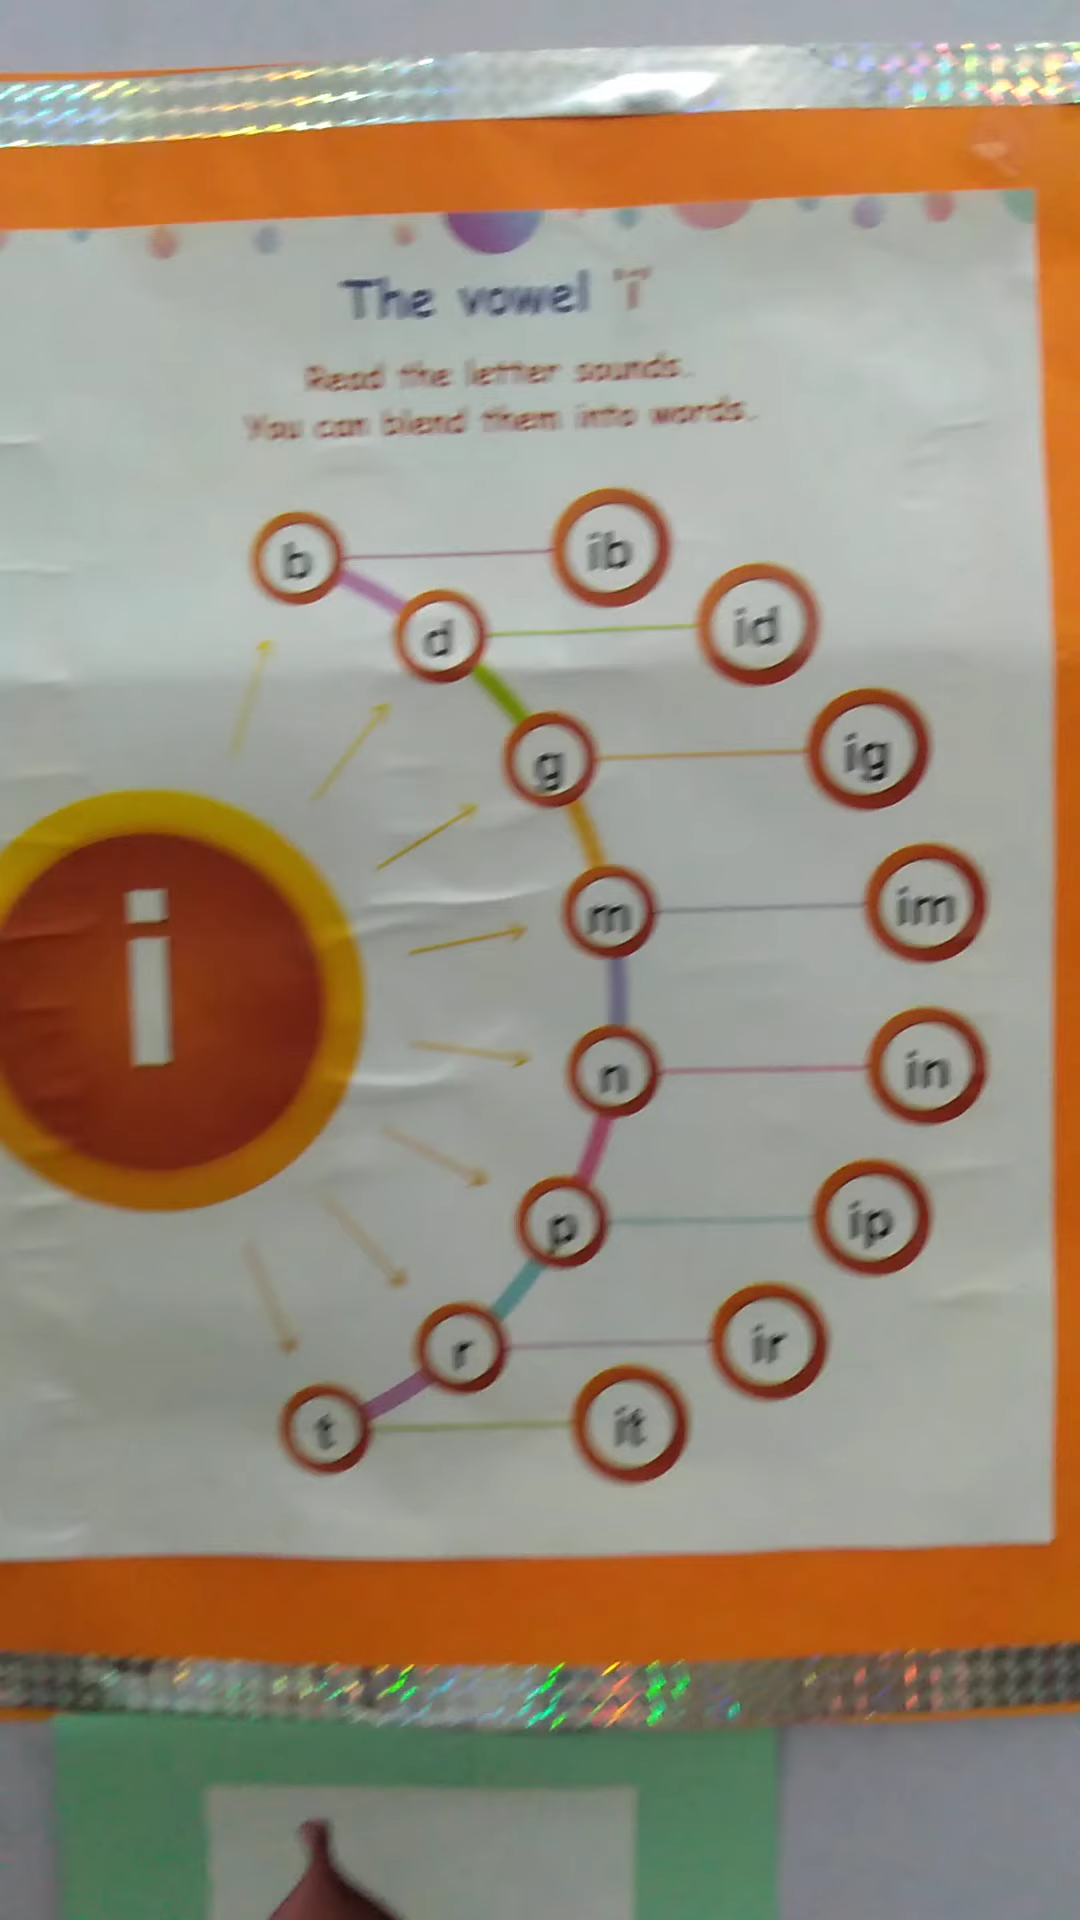 The vowel 'i'
Read the letter sounds.
You can blend them into words.
b ib
d id
g ig
i
m im
n in
p ip
r ir
t it